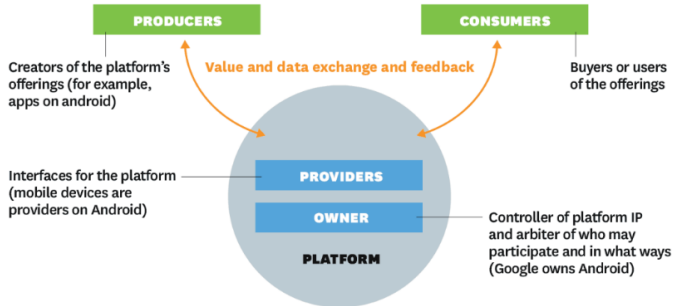 PRODUCERS
CONSUMERS
Creators of the platform's
offerings (for example,
apps on android)
Value and data exchange and feedback
Buyers or users
of the offerings
Interfaces for the platform
(mobile devices are
providers on Android)
PROVIDERS
OWNER
PLATFORM
Controller of platform IP
and arbiter of who may
participate and in what ways
(Google owns Android)